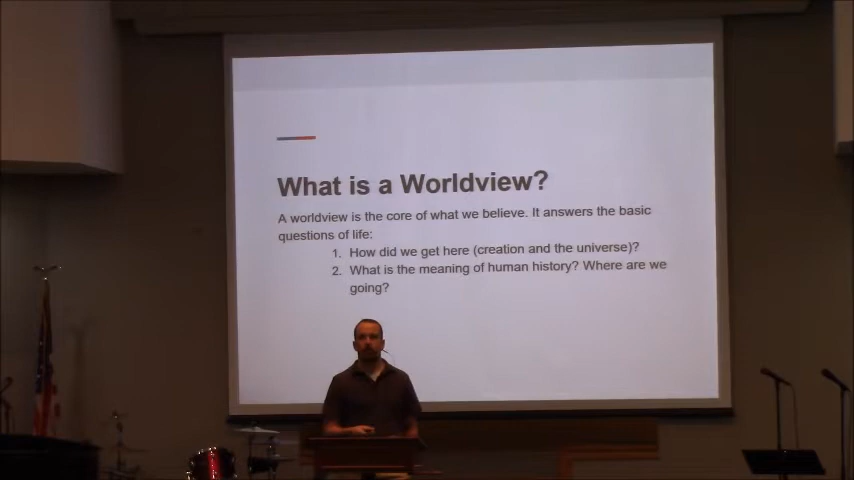 What is a Worldview?
A worldview is the core of what we believe. It answers the basic
questions of life:
1. How did we get here (creation and the universe)?
2. What is the meaning of human history? Where are we
going?